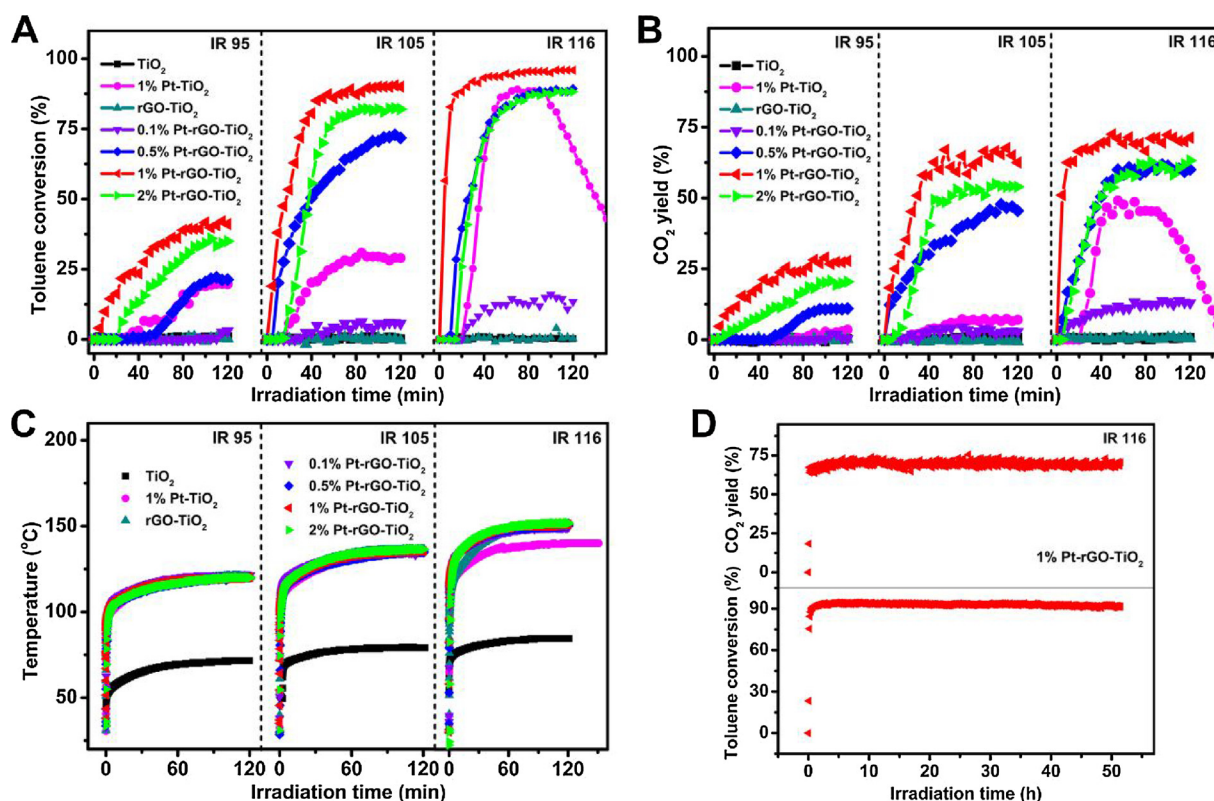 A
IR 95
IR 105
IR 116
TiO₂
1% Pt-TiO₂
rGO-TiO₂
0.1% Pt-rGO-TiO₂
0.5% Pt-rGO-TiO₂
1% Pt-rGO-TiO₂
2% Pt-rGO-TiO₂
Toluene conversion (%)
100
75
50
25
0
0 40 80 120 0 40 80 120 0 40 80 120
Irradiation time (min)
B
IR 95
IR 105
IR 116
TiO₂
1% Pt-TiO₂
rGO-TiO₂
0.1% Pt-rGO-TiO₂
0.5% Pt-rGO-TiO₂
1% Pt-rGO-TiO₂
2% Pt-rGO-TiO₂
CO₂ yield (%)
100
75
50
25
0
0 40 80 120 0 40 80 120 0 40 80 120
Irradiation time (min)
C
IR 95
IR 105
IR 116
TiO₂
1% Pt-TiO₂
rGO-TiO₂
0.1% Pt-rGO-TiO₂
0.5% Pt-rGO-TiO₂
1% Pt-rGO-TiO₂
2% Pt-rGO-TiO₂
Temperature (°C)
200
150
100
50
0 60 120 0 60 120 0 60 120
Irradiation time (min)
D
IR 116
CO₂ yield (%)
75
50
25
0
1% Pt-rGO-TiO₂
Toluene conversion (%)
90
60
30
0
0 10 20 30 40 50
Irradiation time (h)